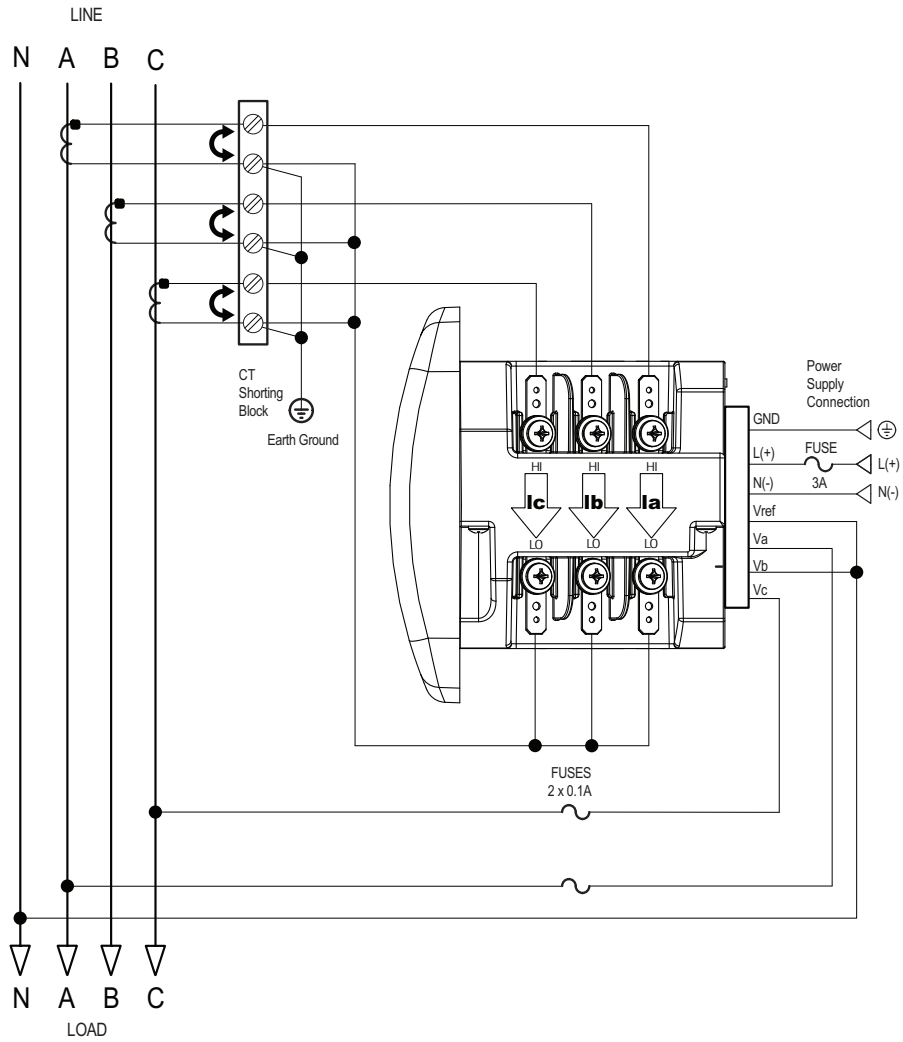 LINE
N A B C
CT
Shorting
Block
Earth Ground
Power
Supply
Connection
GND
L(+)
FUSE
L(+)
N(-)
3A
N(-)
Vref
Va
Vb
Vc
HI HI HI
Ic Ib Ia
LO LO LO
FUSES
2 x 0.1A
N A B C
LOAD